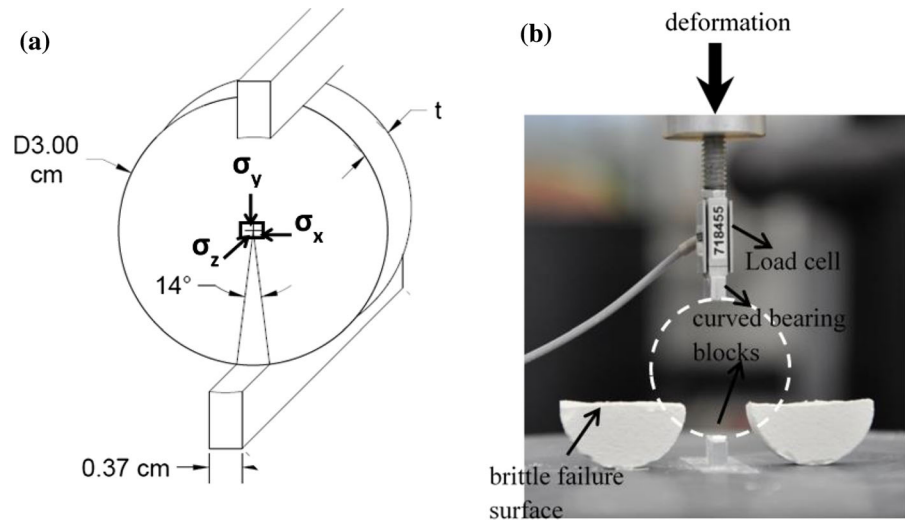 (a)
t
D3.00
cm
σy
σx
σz
14°
0.37 cm
(b)
deformation
718455
Load cell
curved bearing
blocks
brittle failure
surface